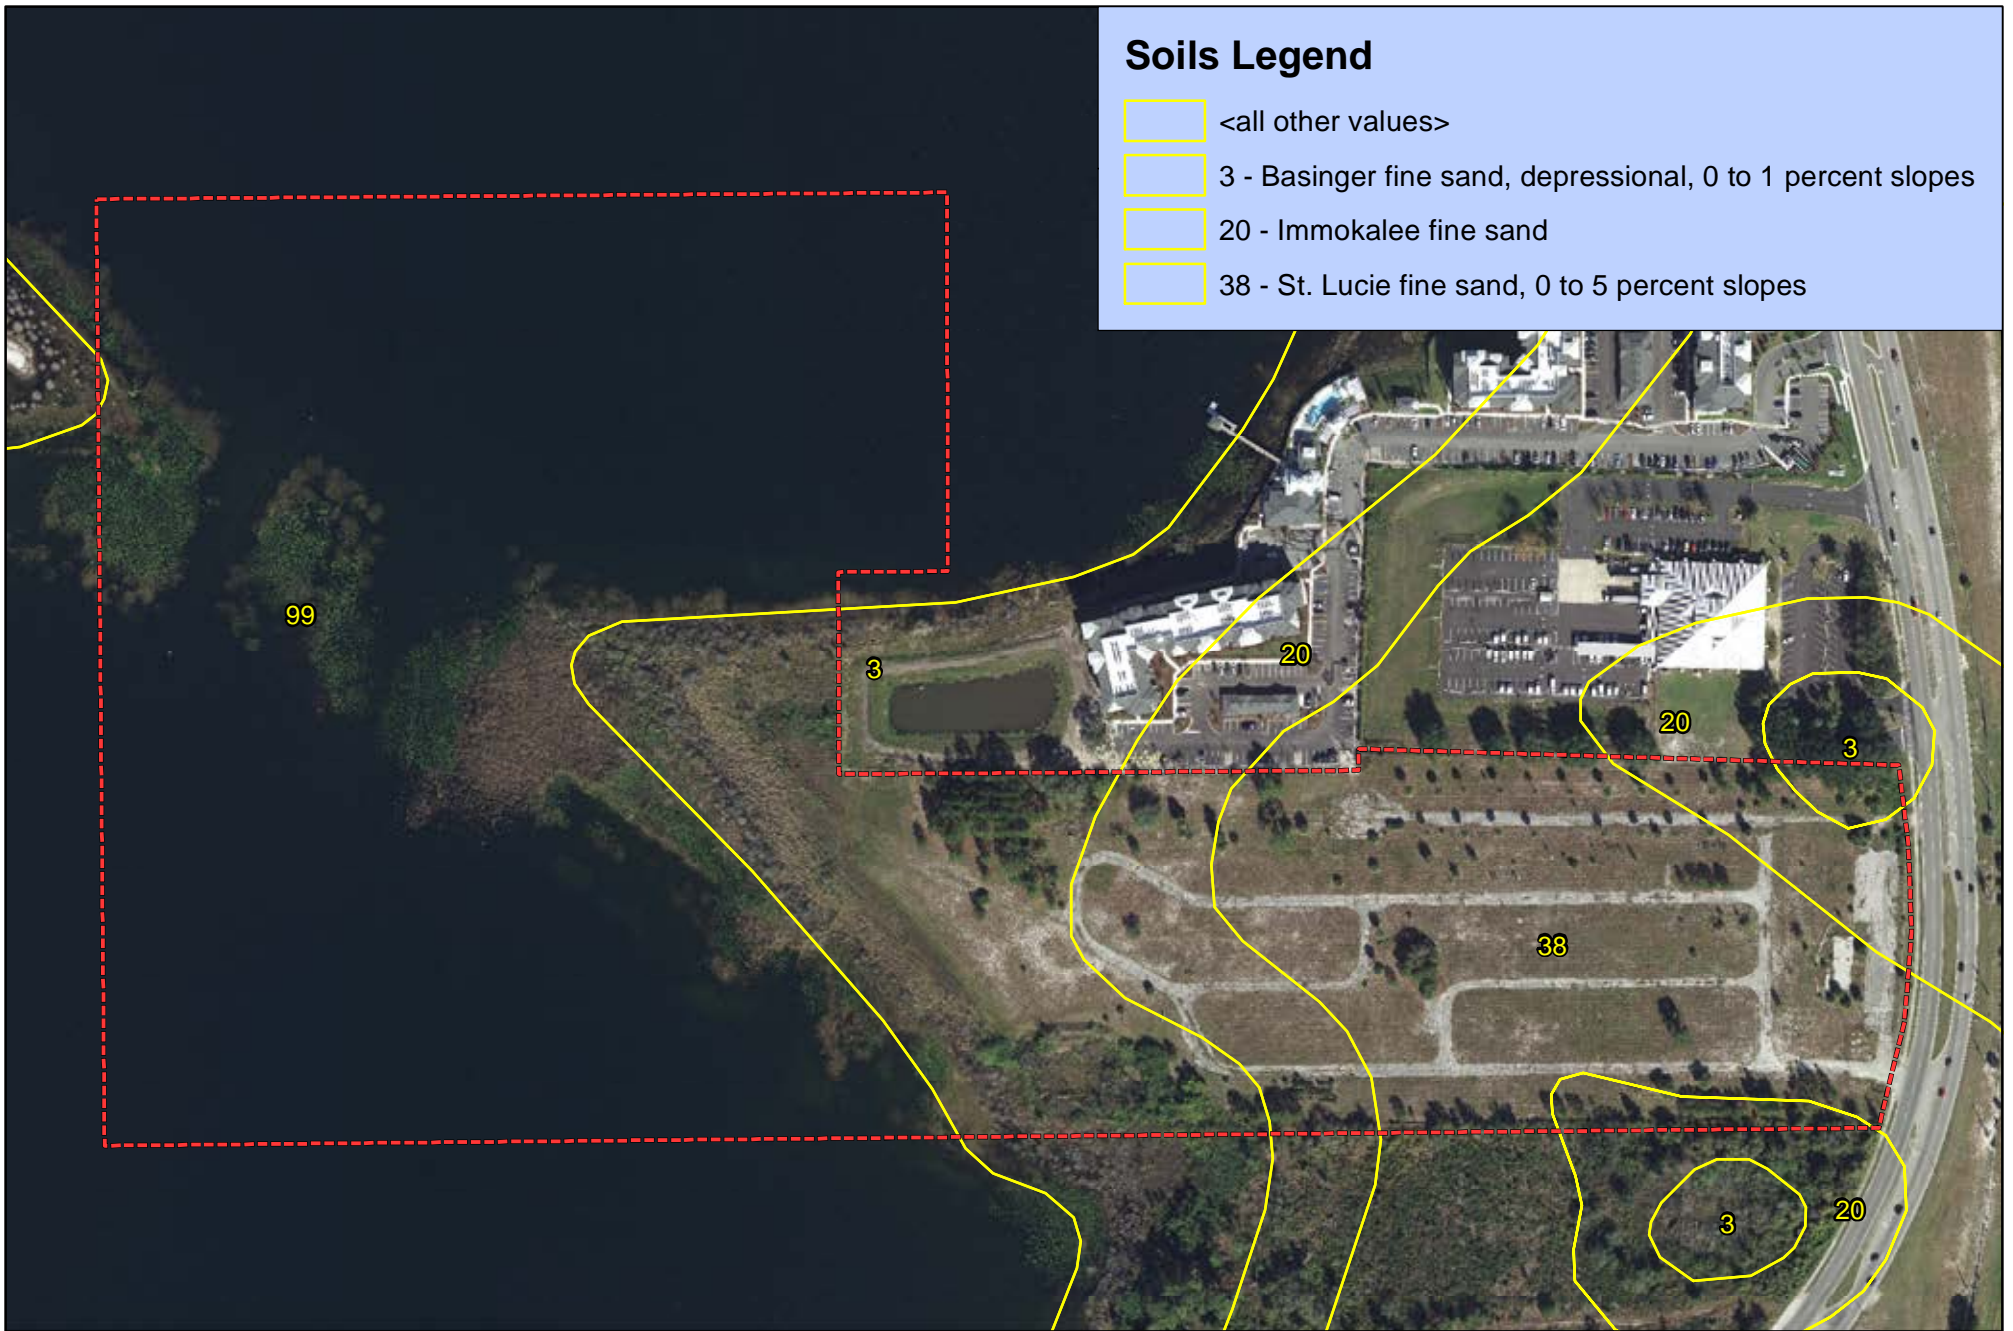 Soils Legend
<all other values>
3 - Basinger fine sand, depressional, 0 to 1 percent slopes
20 - Immokalee fine sand
38 - St. Lucie fine sand, 0 to 5 percent slopes
99
3
20
20
3
38
3
20